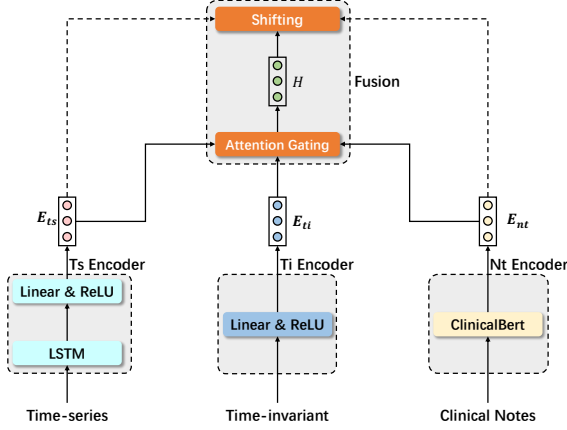 Shifting
H
Fusion
Attention Gating
E_ts
E_ti
E_nt
Ts Encoder
Ti Encoder
Nt Encoder
Linear & ReLU
Linear & ReLU
ClinicalBert
LSTM
Time-series
Time-invariant
Clinical Notes